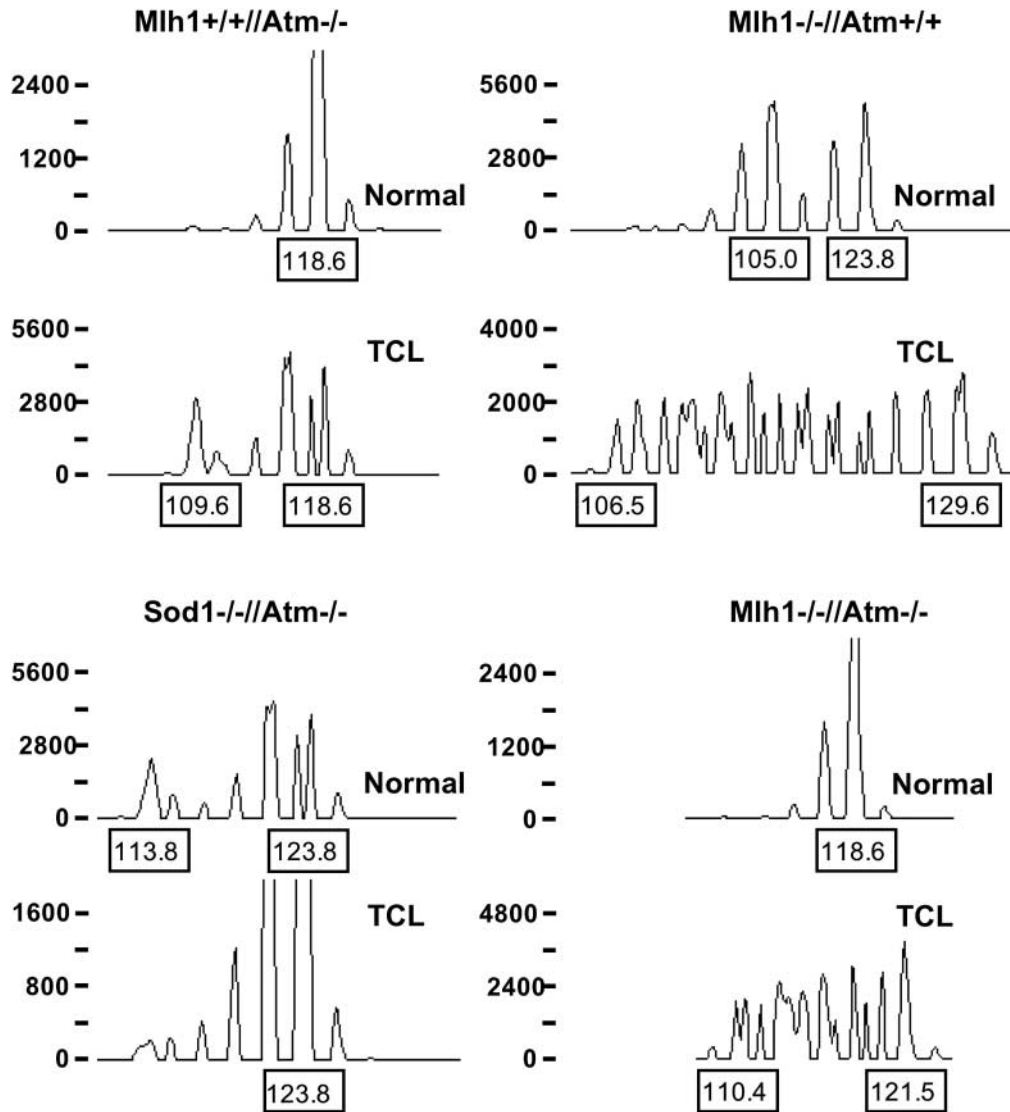 Mlh1+/+//Atm-/-
2400
1200
0
Normal
118.6
5600
2800
0
TCL
109.6 118.6
Mlh1-/-//Atm+/+
5600
2800
0
Normal
105.0 123.8
4000
2000
0
TCL
106.5 129.6
Sod1-/-//Atm-/-
5600
2800
0
Normal
113.8 123.8
1600
800
0
TCL
123.8
Mlh1-/-//Atm-/-
2400
1200
0
Normal
118.6
4800
2400
0
TCL
110.4 121.5